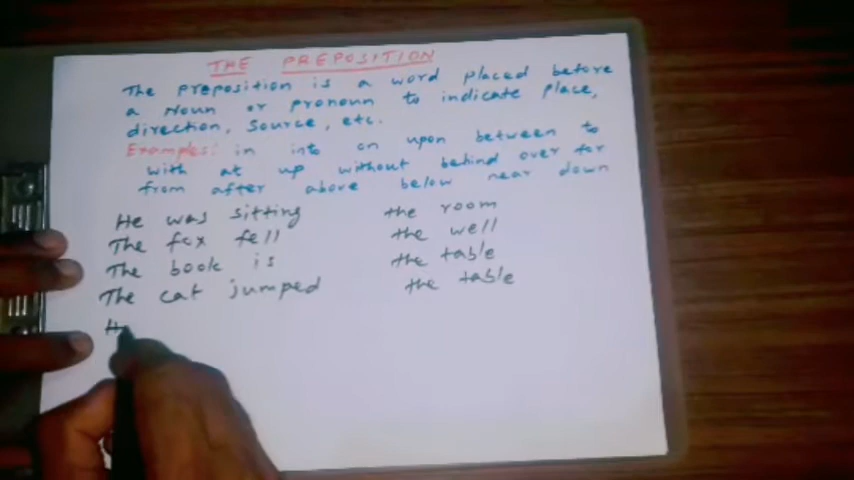 THE PREPOSITION
The preposition is a word placed before
a Noun or pronoun to indicate place,
direction, source, etc.
Examples: in into on upon between to
with at up without behind over for
from after above below near down
He was sitting the room
The fox fell the well
The book is the table
The cat jumped the table